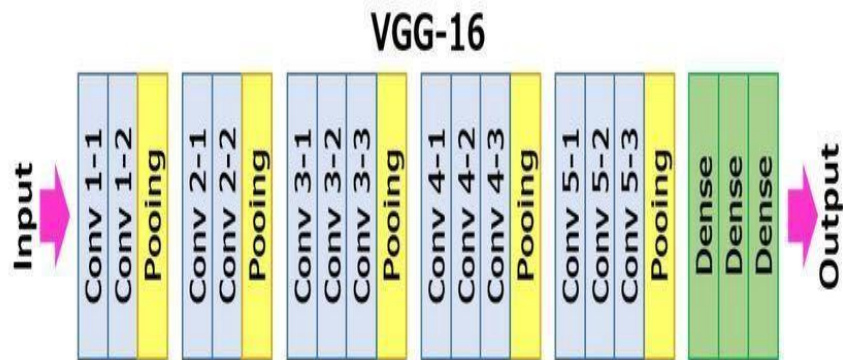 VGG-16
Input
Conv 1-1
Conv 1-2
Pooing
Conv 2-1
Conv 2-2
Pooing
Conv 3-1
Conv 3-2
Conv 3-3
Pooing
Conv 4-1
Conv 4-2
Conv 4-3
Pooing
Conv 5-1
Conv 5-2
Conv 5-3
Pooing
Dense
Dense
Dense
Output